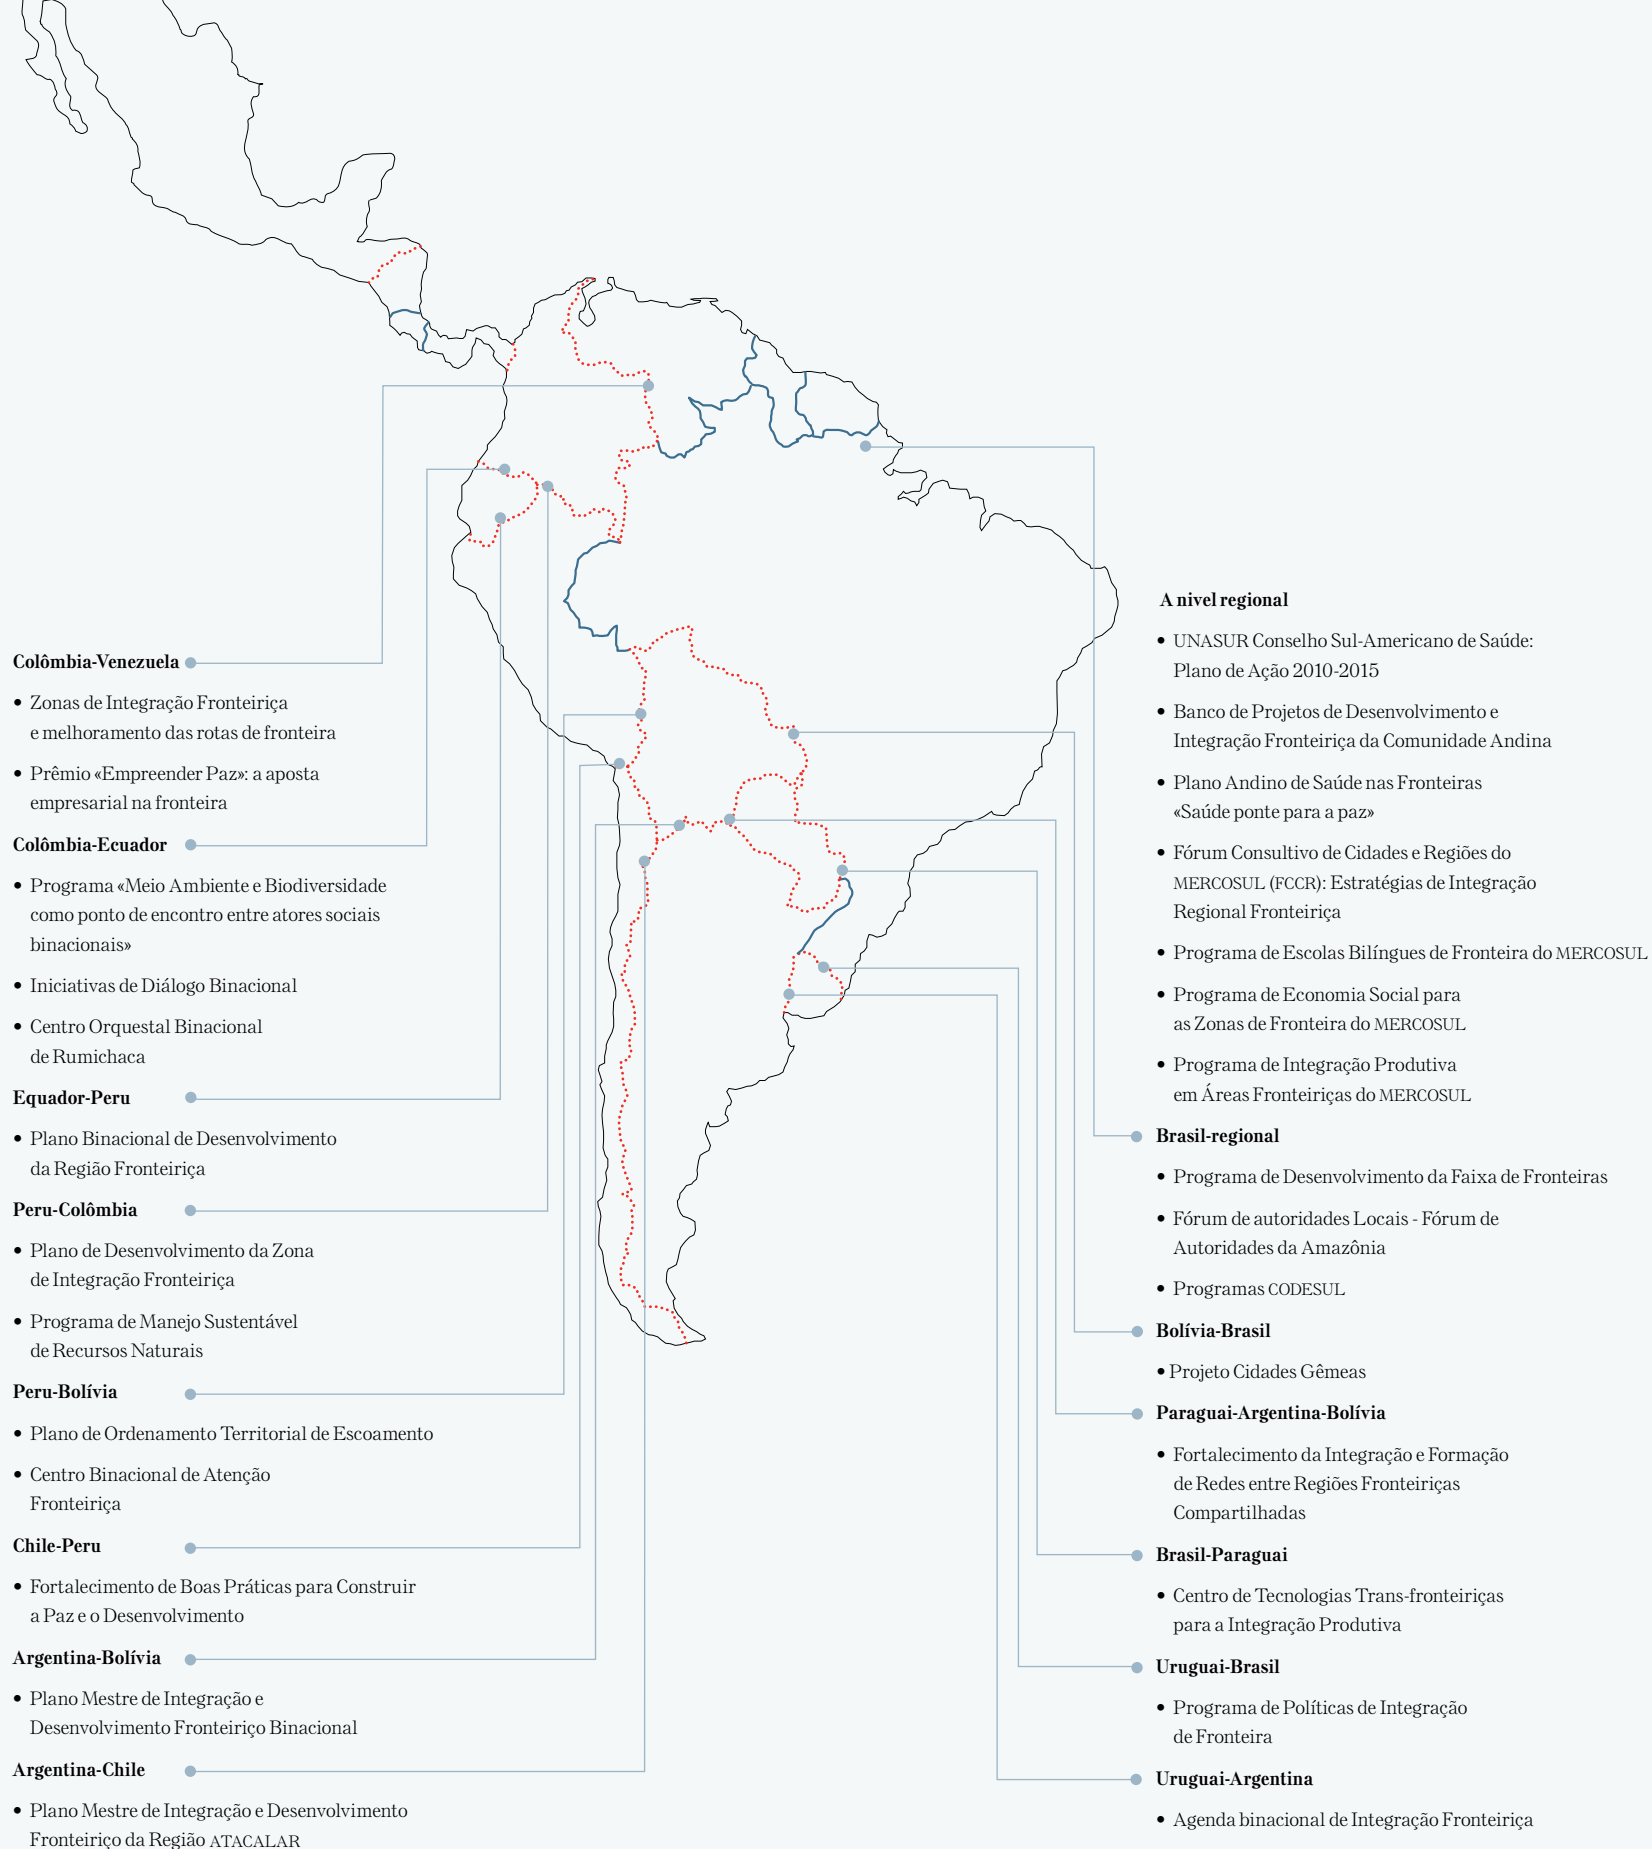 Colômbia-Venezuela
• Zonas de Integração Fronteiriça
e melhoramento das rotas de fronteira
• Prêmio «Empreender Paz»: a aposta
empresarial na fronteira
Colômbia-Ecuador
• Programa «Meio Ambiente e Biodiversidade
como ponto de encontro entre atores sociais
binacionais»
• Iniciativas de Diálogo Binacional
• Centro Orquestal Binacional
de Rumichaca
Equador-Peru
• Plano Binacional de Desenvolvimento
da Região Fronteiriça
Peru-Colômbia
• Plano de Desenvolvimento da Zona
de Integração Fronteiriça
• Programa de Manejo Sustentável
de Recursos Naturais
Peru-Bolívia
• Plano de Ordenamento Territorial de Escoamento
• Centro Binacional de Atenção
Fronteiriça
Chile-Peru
• Fortalecimento de Boas Práticas para Construir
a Paz e o Desenvolvimento
Argentina-Bolívia
• Plano Mestre de Integração e
Desenvolvimento Fronteiriço Binacional
Argentina-Chile
• Plano Mestre de Integração e Desenvolvimento
Fronteiriço da Região ATACALAR
A nivel regional
• UNASUR Conselho Sul-Americano de Saúde:
Plano de Ação 2010-2015
• Banco de Projetos de Desenvolvimento e
Integração Fronteiriça da Comunidade Andina
• Plano Andino de Saúde nas Fronteiras
«Saúde ponte para a paz»
• Fórum Consultivo de Cidades e Regiões do
MERCOSUL (FCCR): Estratégias de Integração
Regional Fronteiriça
• Programa de Escolas Bilíngues de Fronteira do MERCOSUL
• Programa de Economia Social para
as Zonas de Fronteira do MERCOSUL
• Programa de Integração Produtiva
em Áreas Fronteiriças do MERCOSUL
Brasil-regional
• Programa de Desenvolvimento da Faixa de Fronteiras
• Fórum de autoridades Locais - Fórum de
Autoridades da Amazônia
• Programas CODESUL
Bolívia-Brasil
• Projeto Cidades Gêmeas
Paraguai-Argentina-Bolívia
• Fortalecimento da Integração e Formação
de Redes entre Regiões Fronteiriças
Compartilhadas
Brasil-Paraguai
• Centro de Tecnologias Trans-fronteiriças
para a Integração Produtiva
Uruguai-Brasil
• Programa de Políticas de Integração
de Fronteira
Uruguai-Argentina
• Agenda binacional de Integração Fronteiriça